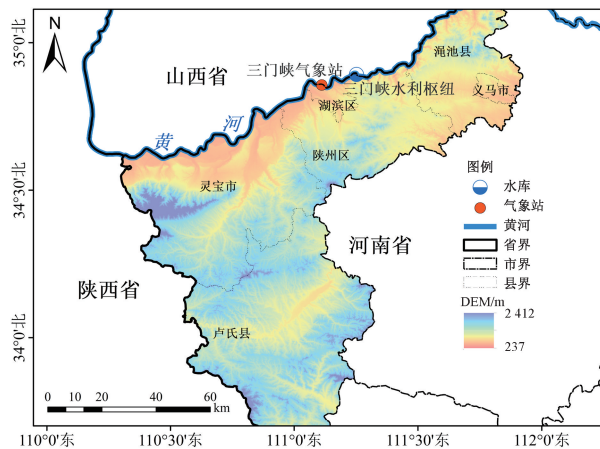 N
35°0'北
34°30'北
34°0'北
山西省
三门峡气象站
渑池县
三门峡水利枢纽
义马市
湖滨区
黄河
陕州区
灵宝市
河南省
陕西省
卢氏县
图例
水库
气象站
黄河
省界
市界
县界
DEM/m
2 412
237
0 10 20 40 60
km
110°0'东 110°30'东 111°0'东 111°30'东 112°0'东